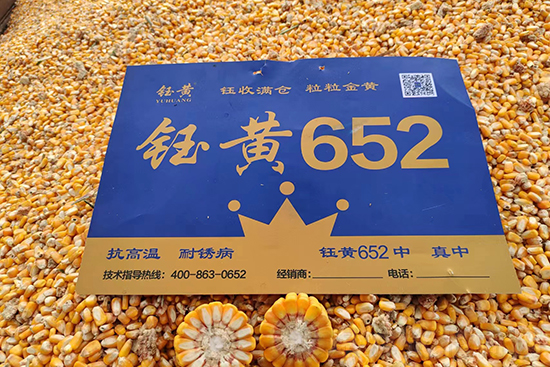 钰黄
YUHUANG
钰收满仓 粒粒金黄
钰黄652
抗高温 耐锈病 钰黄652中 真中
技术指导热线：400-863-0652 经销商： 电话：